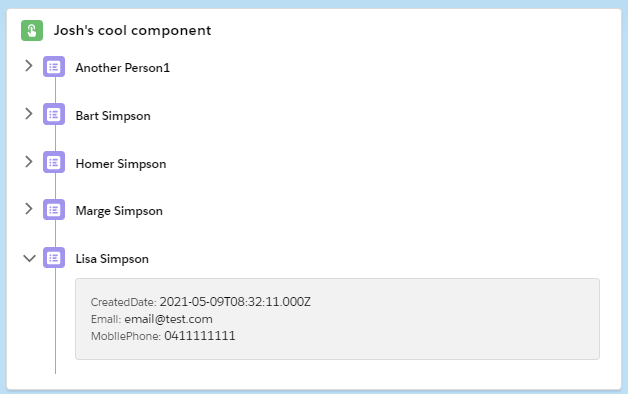 Josh's cool component
Another Person1
Bart Simpson
Homer Simpson
Marge Simpson
Lisa Simpson
CreatedDate: 2021-05-09T08:32:11.000Z
Email: email@test.com
MobilePhone: 0411111111